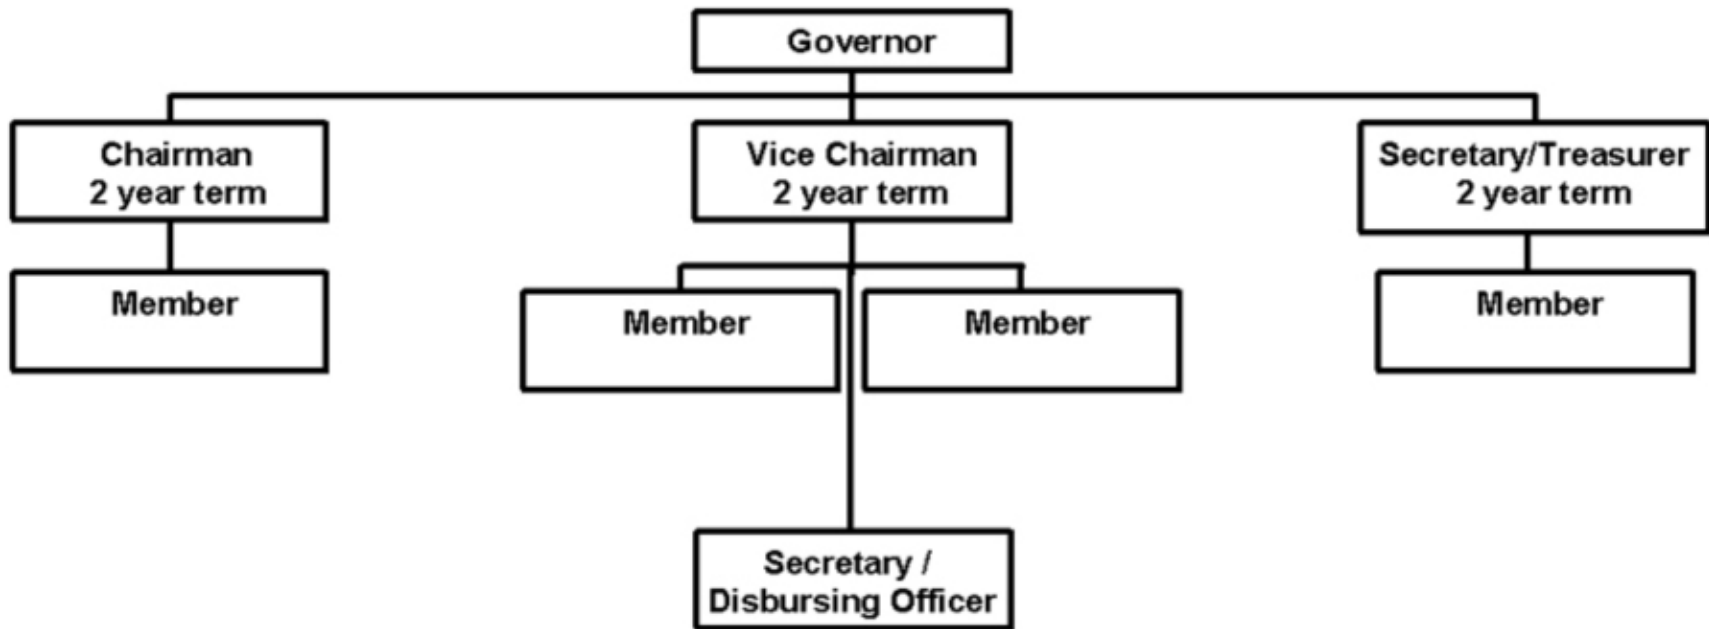 Governor
Chairman
2 year term
Vice Chairman
2 year term
Secretary/Treasurer
2 year term
Member
Member
Member
Member
Secretary /
Disbursing Officer